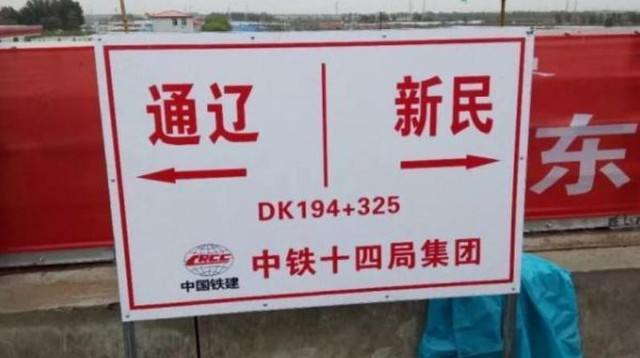 通辽 新民
DK194+325
CRCC
中国铁建
中铁十四局集团
东